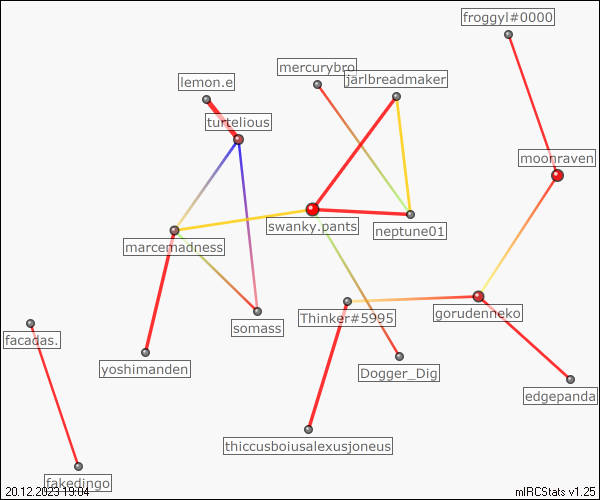 froggyl#0000
mercurybro
jarlbreadmaker
lemon.e
turtelious
moonraven
swanky.pants
neptune01
marcemadness
somass
Thinker#5995
gorudenneko
facadas.
yoshimanden
Dogger_Dig
edgepanda
thiccusboiusalexusjoneus
fakedingo
20.12.2023 19:04
mIRCStats v1.25